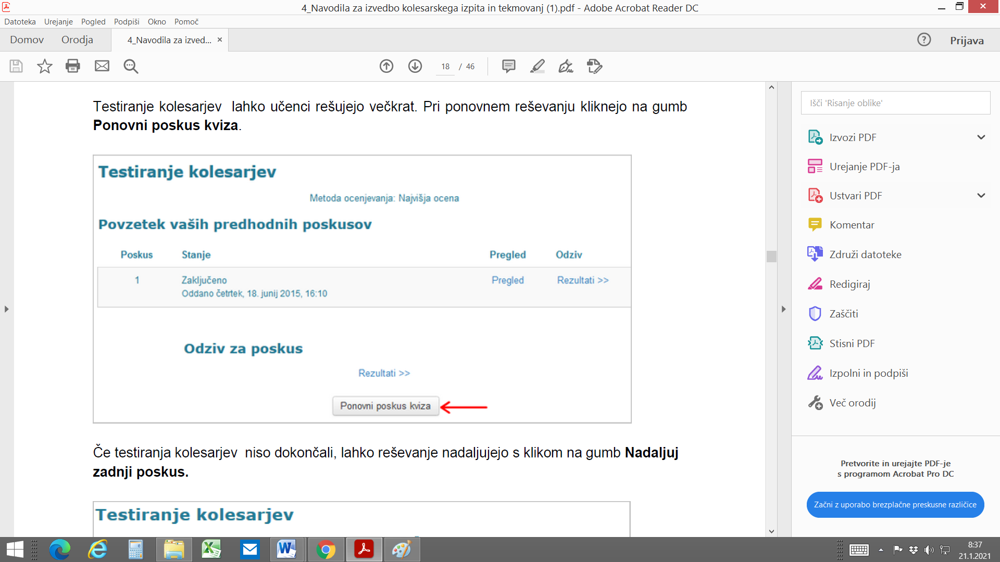 4_Navodila za izvedbo kolesarskega izpita in tekmovanj (1).pdf - Adobe Acrobat Reader DC
Datoteka Urejanje Pogled Podpiši Okno Pomoč
Domov Orodja 4_Navodila za izved... × Prijava
18 / 46
Testiranje kolesarjev lahko učenci rešujejo večkrat. Pri ponovnem reševanju kliknejo na gumb
Ponovni poskus kviza.
Testiranje kolesarjev
Metoda ocenjevanja: Najvišja ocena
Povzetek vaših predhodnih poskusov
Poskus Stanje Pregled Odziv
1 Zaključeno Pregled Rezultati >>
Oddano četrtek, 18. junij 2015, 16:10
Odziv za poskus
Rezultati >>
Ponovni poskus kviza
Če testiranja kolesarjev niso dokončali, lahko reševanje nadaljujejo s klikom na gumb Nadaljuj
zadnji poskus.
Testiranje kolesarjev
Išči 'Risanje oblike'
Izvozi PDF
Urejanje PDF-ja
Ustvari PDF
Komentar
Združi datoteke
Redigiraj
Zaščiti
Stisni PDF
Izpolni in podpiši
Več orodij
Pretvorite in urejajte PDF-je
s programom Acrobat Pro DC
Začni z uporabo brezplačne preskusne različice
8:37
21.1.2021